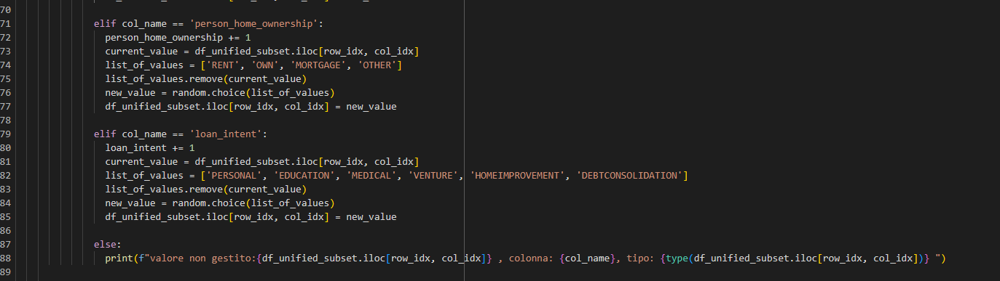 70
71 elif col_name == 'person_home_ownership':
72 person_home_ownership += 1
73 current_value = df_unified_subset.iloc[row_idx, col_idx]
74 list_of_values = ['RENT', 'OWN', 'MORTGAGE', 'OTHER']
75 list_of_values.remove(current_value)
76 new_value = random.choice(list_of_values)
77 df_unified_subset.iloc[row_idx, col_idx] = new_value
78
79 elif col_name == 'loan_intent':
80 loan_intent += 1
81 current_value = df_unified_subset.iloc[row_idx, col_idx]
82 list_of_values = ['PERSONAL', 'EDUCATION', 'MEDICAL', 'VENTURE', 'HOMEIMPROVEMENT', 'DEBTCONSOLIDATION']
83 list_of_values.remove(current_value)
84 new_value = random.choice(list_of_values)
85 df_unified_subset.iloc[row_idx, col_idx] = new_value
86
87 else:
88 print(f"valore non gestito:{df_unified_subset.iloc[row_idx, col_idx]} , colonna: {col_name}, tipo: {type(df_unified_subset.iloc[row_idx, col_idx])} ")
89